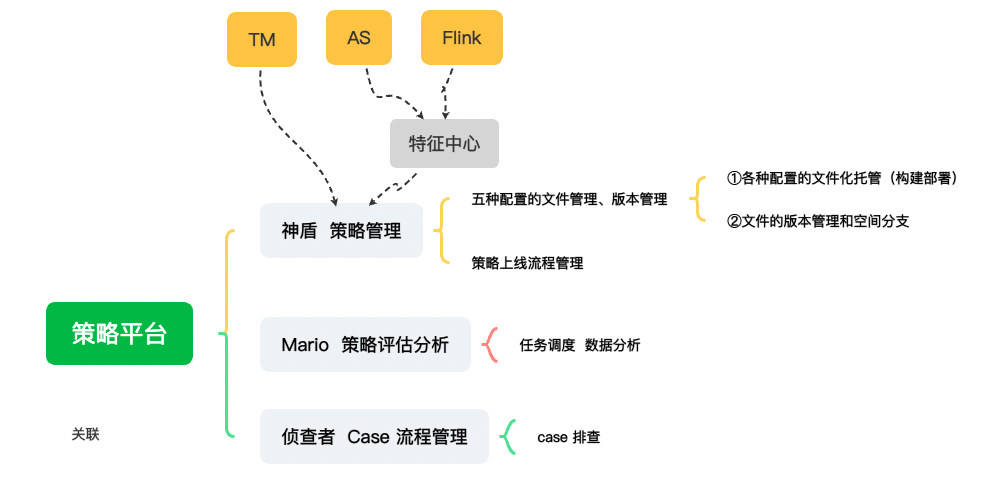 TM
AS
Flink
特征中心
①各种配置的文件化托管（构建部署）
五种配置的文件管理、版本管理
②文件的版本管理和空间分支
神盾 策略管理
策略上线流程管理
策略平台
Mario 策略评估分析
任务调度 数据分析
关联
侦查者 Case 流程管理
case 排查